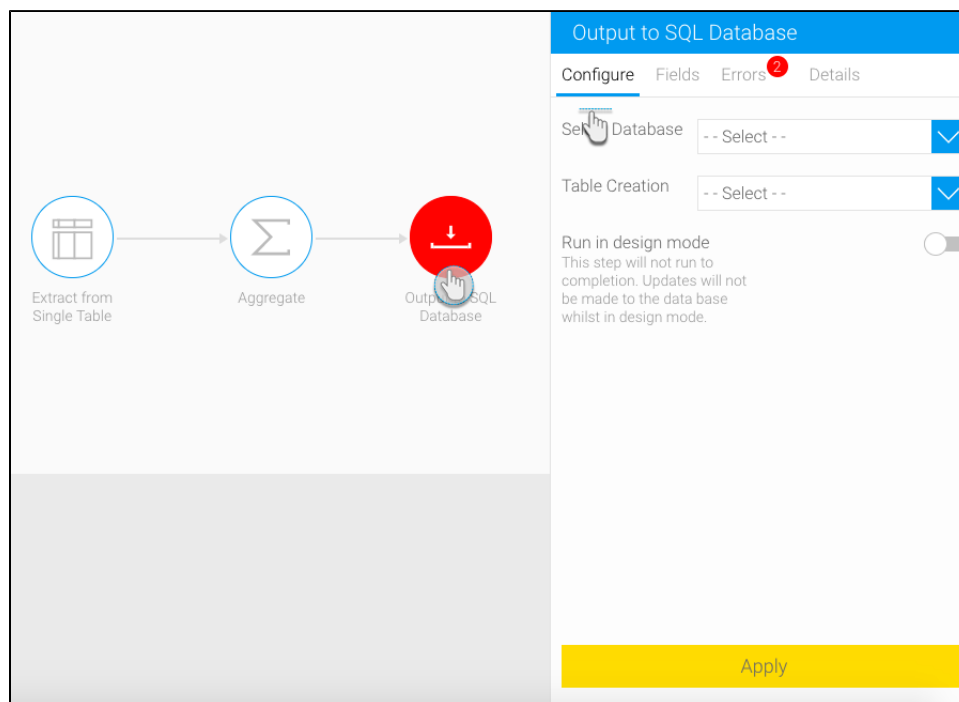 Output to SQL Database
Configure Fields Errors 2 Details
Database
- - Select - -
Table Creation
- - Select - -
Run in design mode
This step will not run to
completion. Updates will not
be made to the data base
whilst in design mode.
Extract from
Single Table
Aggregate
SQL
Database
Apply